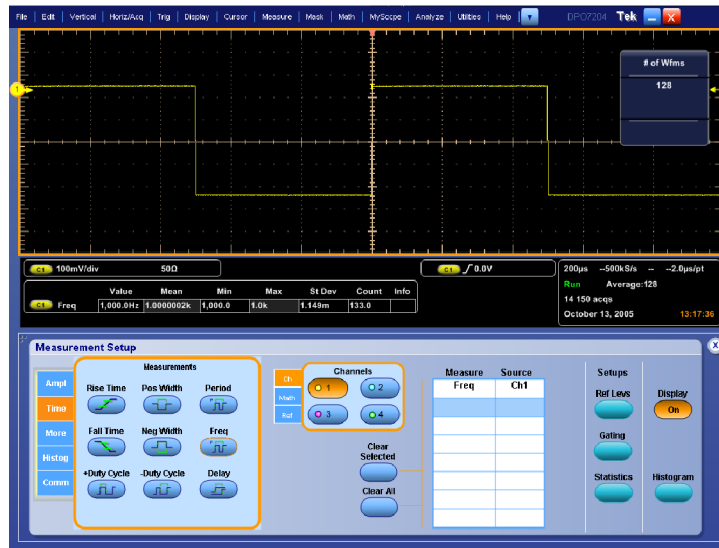 File | Edit | Vertical | Horiz/Acq | Trig | Display | Cursor | Measure | Mask | Math | MyScope | Analyze | Utilities | Help | DPO7204 Tek X
# of Wfms
128
1
C1 100mV/div 50Ω
C1 0.0V
200µs --500kS/s -- --2.0µs/pt
Run Average:128
14 150 acqs
October 13, 2005 13:17:36
Value Mean Min Max St Dev Count Info
C1 Freq 1,000.0Hz 1.0000002k 1,000.0 1.0k 1.149m 133.0
Measurement Setup X
Ampl
Time
More
Histog
Comm
Measurements
Rise Time Pos Width Period
Fall Time Neg Width Freq
+Duty Cycle -Duty Cycle Delay
Ch
Math
Ref
Channels
1 2
3 4
Clear
Selected
Clear All
Measure Source
Freq Ch1
Setups
Ref Levs
Gating
Statistics
Display
On
Histogram